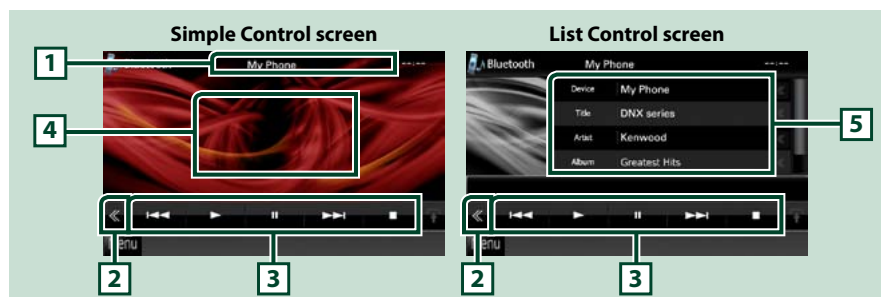 Simple Control screen
List Control screen
1
Bluetooth
My Phone
--:--
4
2
3
Bluetooth
My Phone
--:--
Device My Phone
Title DNX series
Artist Kenwood
Album Greatest Hits
5
2
3